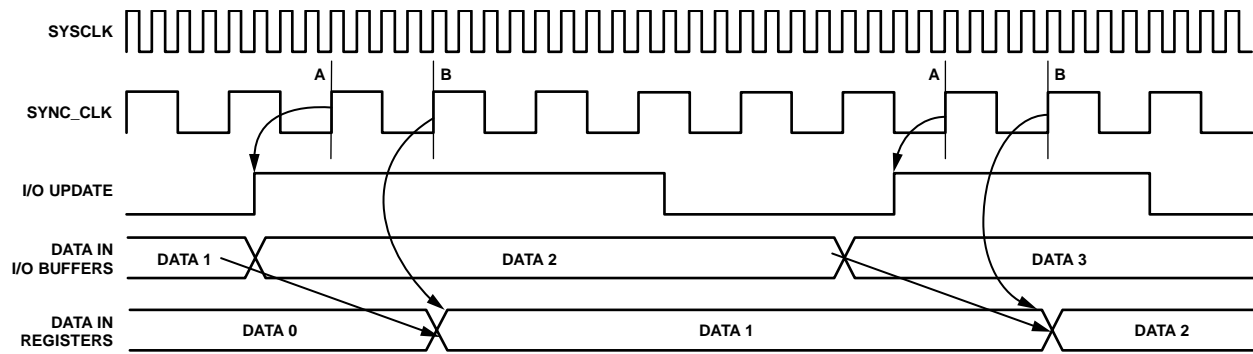 SYSCLK
A B A B
SYNC_CLK
I/O UPDATE
DATA IN
I/O BUFFERS
DATA 1 DATA 2 DATA 3
DATA IN
REGISTERS
DATA 0 DATA 1 DATA 2